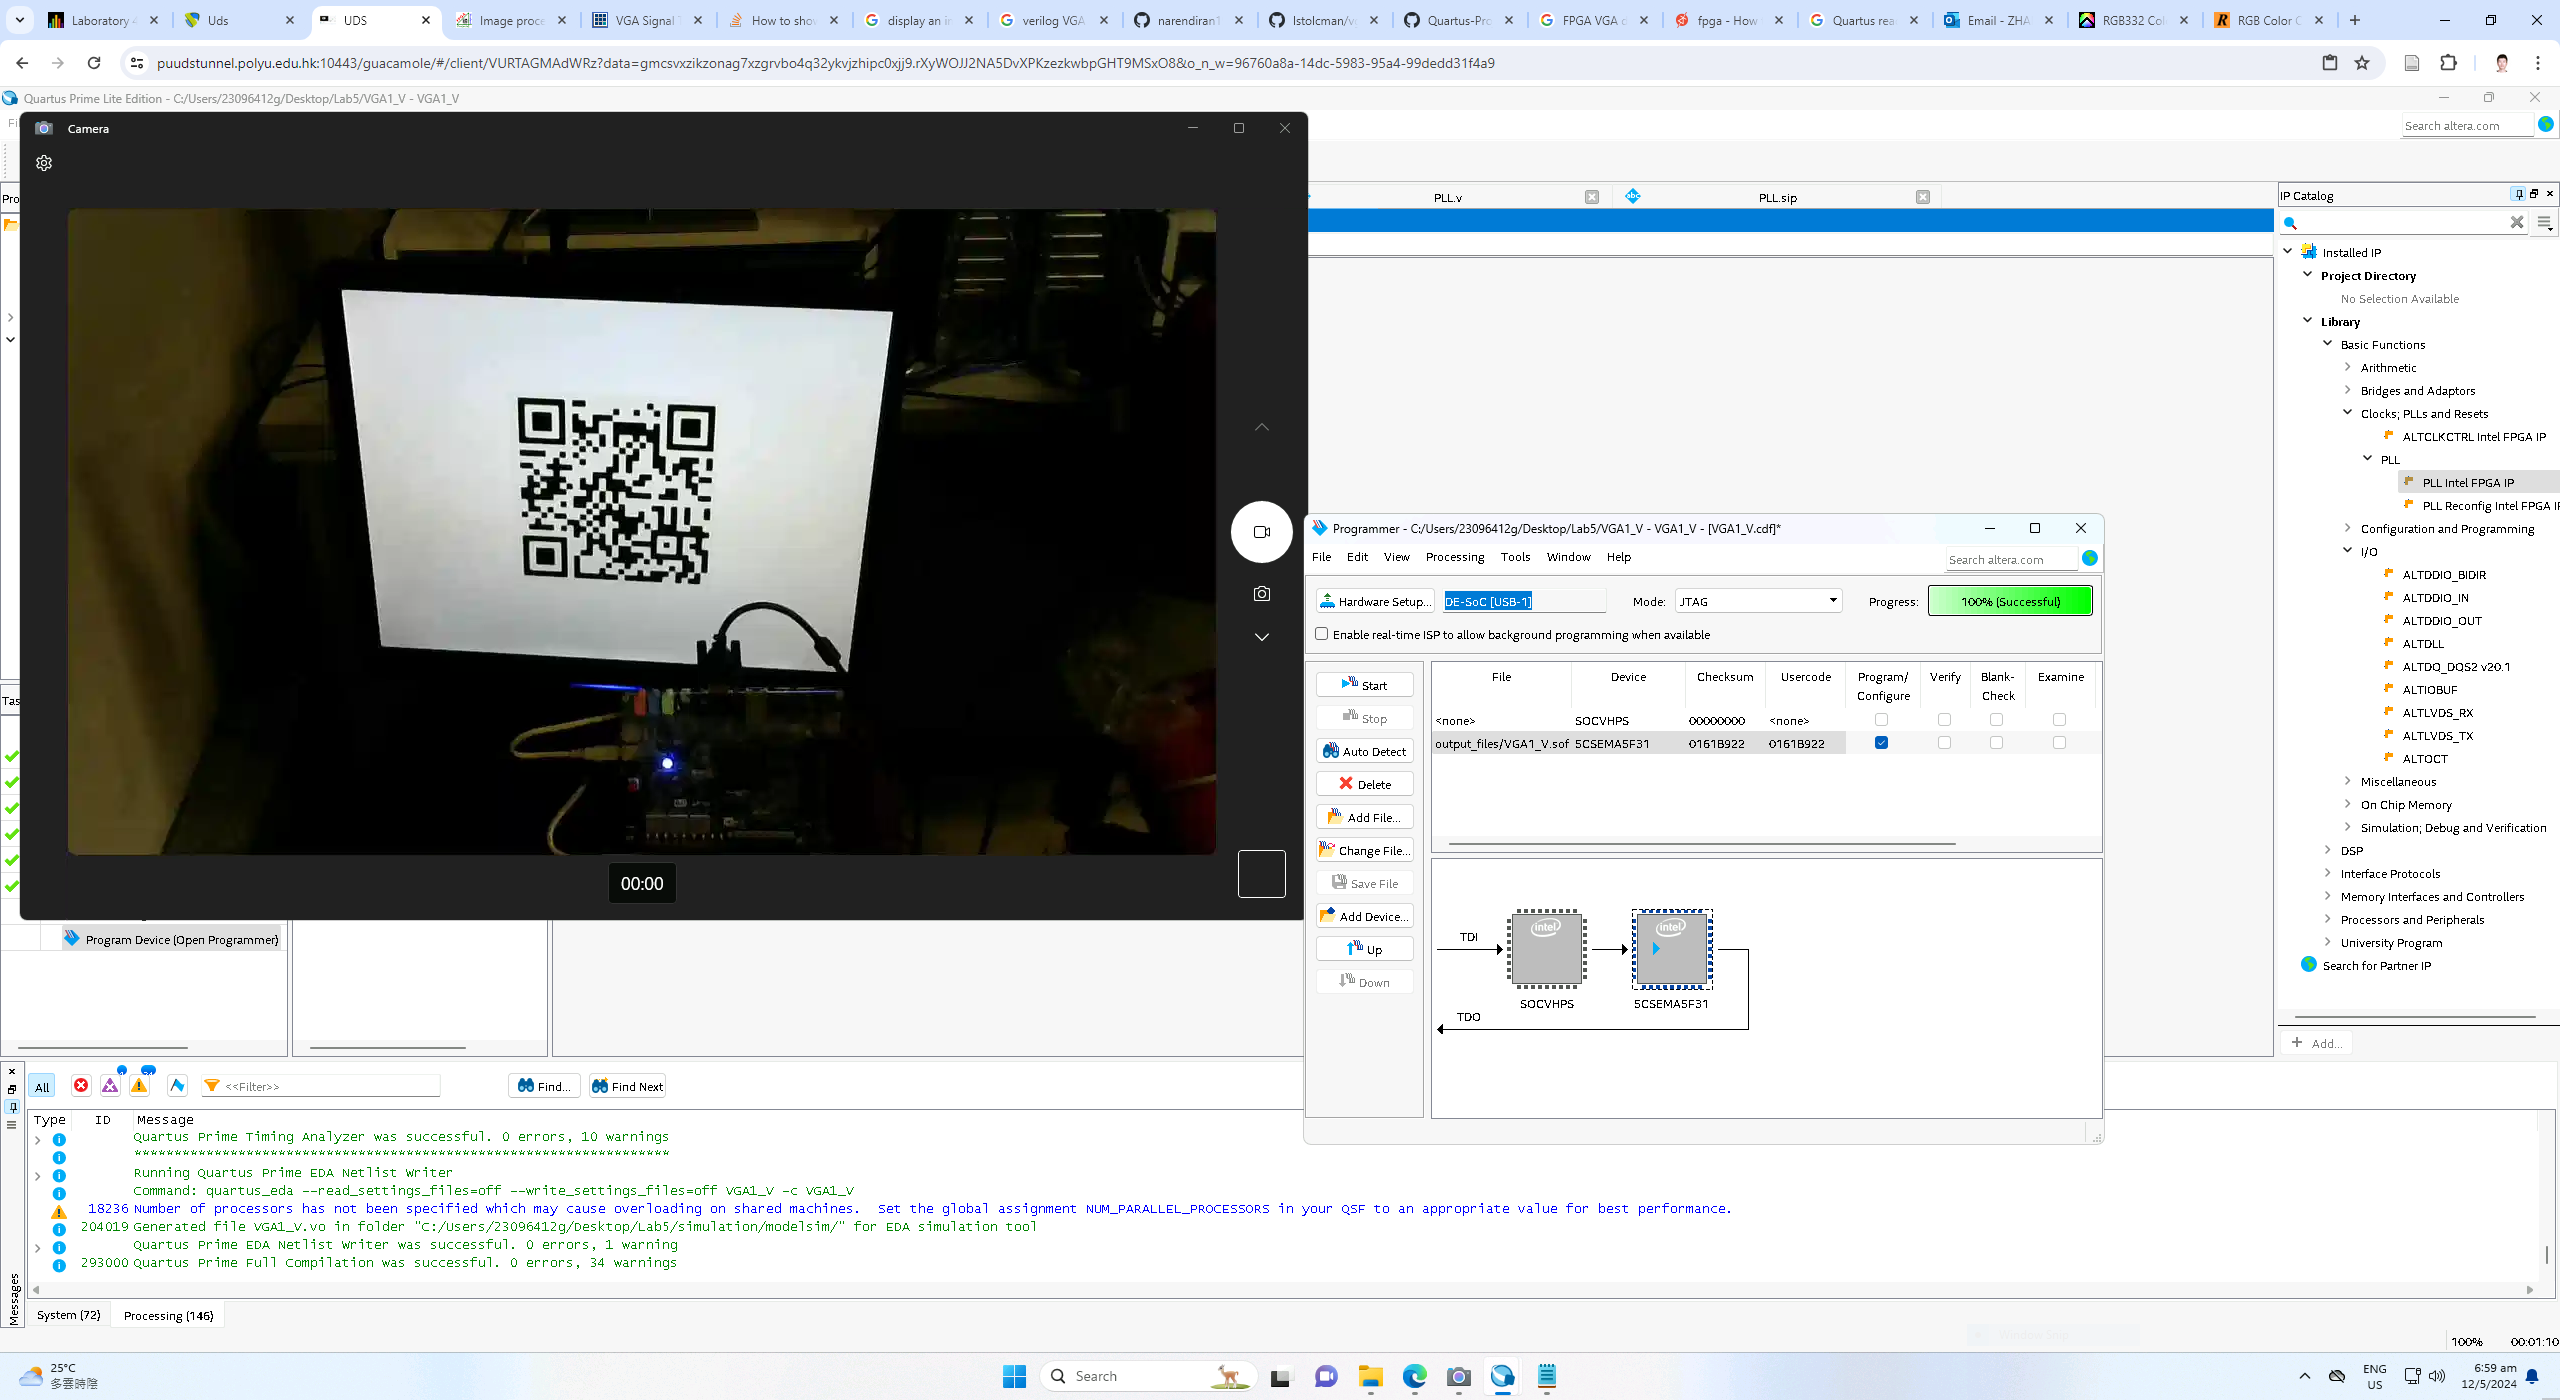 Laboratory 4
Uds
UDS
Image proce
VGA Signal T
How to show
display an im
verilog VGA
narendiran1
lstolcman/v
Quartus-Pro
FPGA VGA d
fpga - How
Quartus rea
Email - ZHA
RGB332 Col
RGB Color C
puudstunnel.polyu.edu.hk:10443/guacamole/#/client/VURTAGMAdWRz?data=gmcsvxzikzonag7xzgrvbo4q32ykvjzhipc0xjj9.rXyWOJJ2NA5DvXPKzezkwbpGHT9MSxO8&o_n_w=96760a8a-14dc-5983-95a4-99dedd31f4a9
Quartus Prime Lite Edition - C:/Users/23096412g/Desktop/Lab5/VGA1_V - VGA1_V
Search altera.com
Camera
00:00
PLL.v
PLL.sip
Pro
Tas
IP Catalog
Installed IP
Project Directory
No Selection Available
Library
Basic Functions
Arithmetic
Bridges and Adaptors
Clocks; PLLs and Resets
ALTCLKCTRL Intel FPGA IP
PLL
PLL Intel FPGA IP
PLL Reconfig Intel FPGA IP
Configuration and Programming
I/O
ALTDDIO_BIDIR
ALTDDIO_IN
ALTDDIO_OUT
ALTDLL
ALTDQ_DQS2 v20.1
ALTIOBUF
ALTLVDS_RX
ALTLVDS_TX
ALTOCT
Miscellaneous
On Chip Memory
Simulation; Debug and Verification
DSP
Interface Protocols
Memory Interfaces and Controllers
Processors and Peripherals
University Program
Search for Partner IP
Add...
Programmer - C:/Users/23096412g/Desktop/Lab5/VGA1_V - VGA1_V - [VGA1_V.cdf]*
File Edit View Processing Tools Window Help
Search altera.com
Hardware Setup... DE-SoC [USB-1] Mode: JTAG Progress: 100% (Successful)
Enable real-time ISP to allow background programming when available
Start
Stop
Auto Detect
Delete
Add File...
Change File...
Save File
Add Device...
Up
Down
File Device Checksum Usercode Program/ Configure Verify Blank- Check Examine
<none> SOCVHPS 00000000 <none>
output_files/VGA1_V.sof 5CSEMA5F31 0161B922 0161B922
TDI
intel
intel
SOCVHPS
5CSEMA5F31
TDO
Program Device (Open Programmer)
All
<<Filter>>
Find...
Find Next
Type ID Message
Quartus Prime Timing Analyzer was successful. 0 errors, 10 warnings
*******************************************************************
Running Quartus Prime EDA Netlist Writer
Command: quartus_eda --read_settings_files=off --write_settings_files=off VGA1_V -c VGA1_V
18236 Number of processors has not been specified which may cause overloading on shared machines. Set the global assignment NUM_PARALLEL_PROCESSORS in your QSF to an appropriate value for best performance.
204019 Generated file VGA1_V.vo in folder "C:/Users/23096412g/Desktop/Lab5/simulation/modelsim/" for EDA simulation tool
Quartus Prime EDA Netlist Writer was successful. 0 errors, 1 warning
293000 Quartus Prime Full Compilation was successful. 0 errors, 34 warnings
Messages
System (72)
Processing (146)
100% 00:01:10
25°C
多雲時陰
Search
ENG
US
6:59 am
12/5/2024